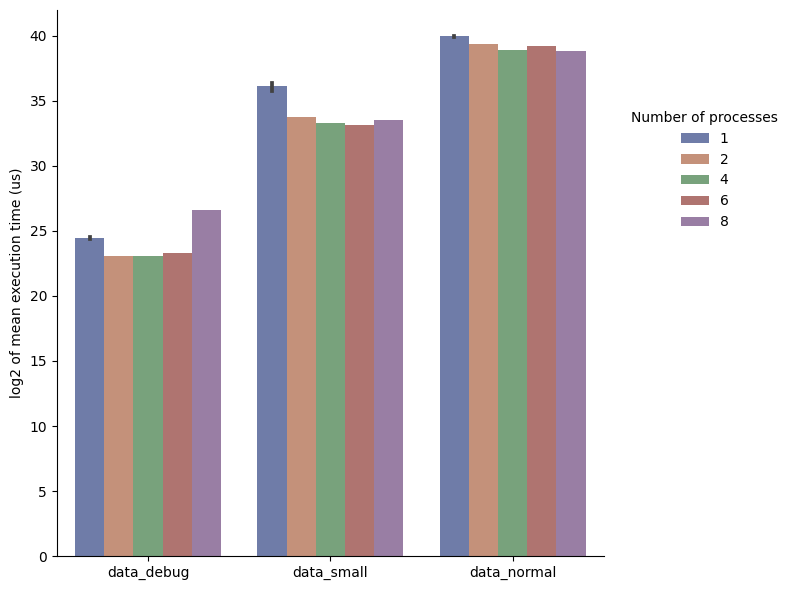 log2 of mean execution time (us)
40
35
30
25
20
15
10
5
0
data_debug
data_small
data_normal
Number of processes
1
2
4
6
8